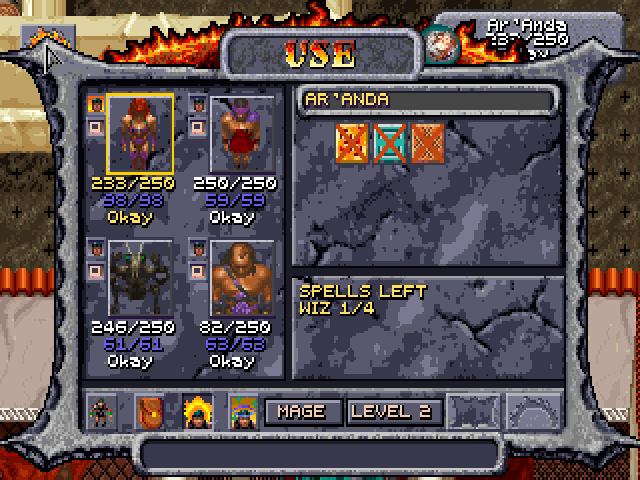 USE
Ar'Anda
AR'ANDA
233/250
98/98
Okay
250/250
59/59
Okay
246/250
61/61
Okay
82/250
63/63
Okay
SPELLS LEFT
WIZ 1/4
MAGE
LEVEL 2